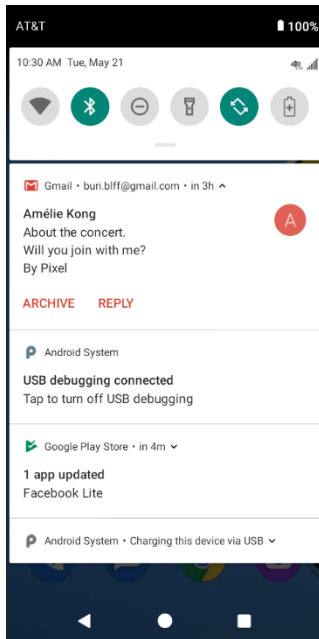 AT&T 100%
10:30 AM Tue, May 21
Gmail • buri.blff@gmail.com • in 3h
Amélie Kong
A
About the concert.
Will you join with me?
By Pixel
ARCHIVE REPLY
Android System
USB debugging connected
Tap to turn off USB debugging
Google Play Store • in 4m
1 app updated
Facebook Lite
Android System • Charging this device via USB